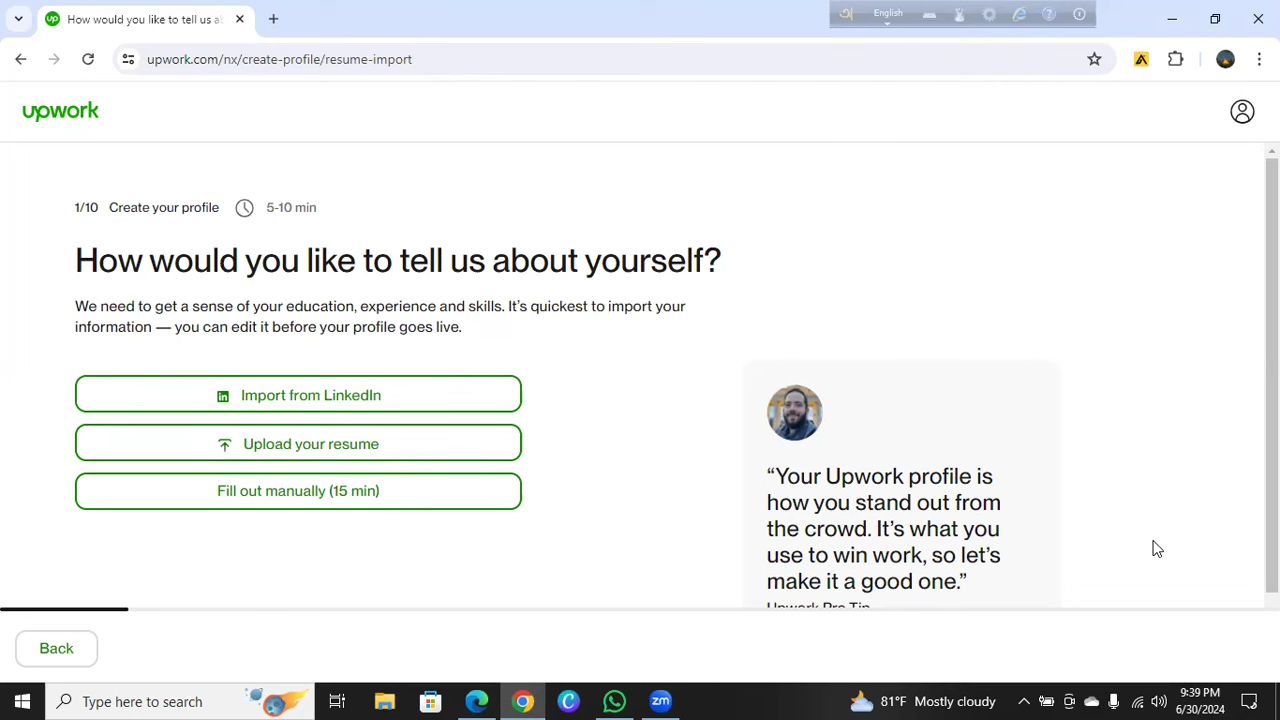 How would you like to tell us a
English
upwork.com/nx/create-profile/resume-import
upwork
1/10 Create your profile 5-10 min
How would you like to tell us about yourself?
We need to get a sense of your education, experience and skills. It's quickest to import your
information — you can edit it before your profile goes live.
Import from LinkedIn
Upload your resume
Fill out manually (15 min)
“Your Upwork profile is
how you stand out from
the crowd. It's what you
use to win work, so let's
make it a good one.”
Upwork Pro Tip
Back
Type here to search
81°F Mostly cloudy
9:39 PM
6/30/2024